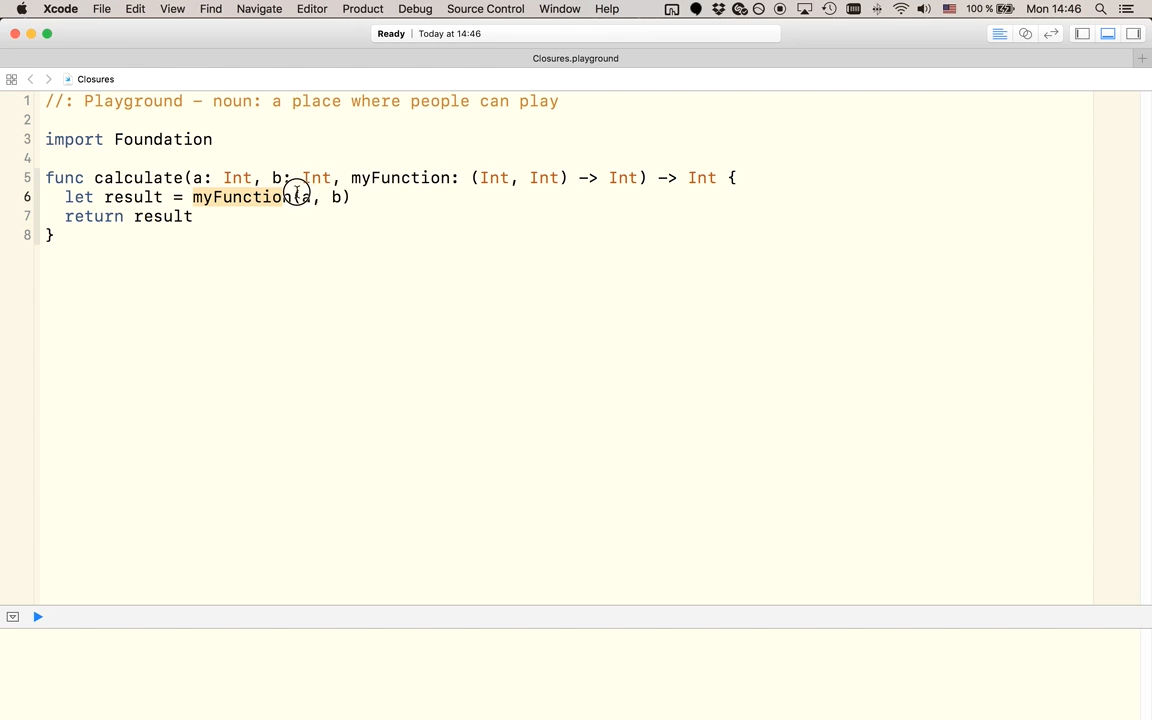 Xcode File Edit View Find Navigate Editor Product Debug Source Control Window Help 100 % Mon 14:46
Ready | Today at 14:46
Closures.playground
Closures
1 //: Playground – noun: a place where people can play
2
3 import Foundation
4
5 func calculate(a: Int, b: Int, myFunction: (Int, Int) -> Int) -> Int {
6 let result = myFunction(a, b)
7 return result
8 }